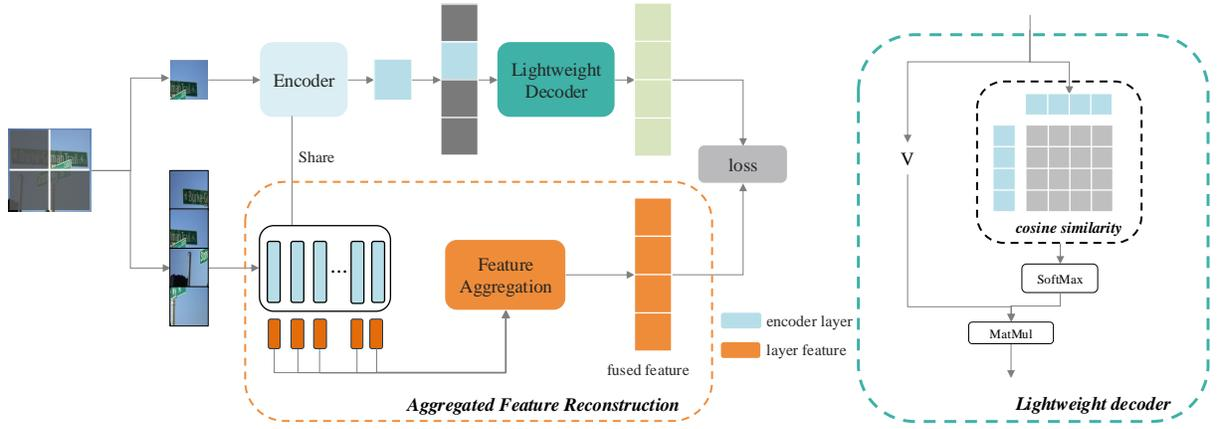 Encoder
Lightweight
Decoder
Share
loss
...
Feature
Aggregation
encoder layer
layer feature
fused feature
Aggregated Feature Reconstruction
V
cosine similarity
SoftMax
MatMul
Lightweight decoder